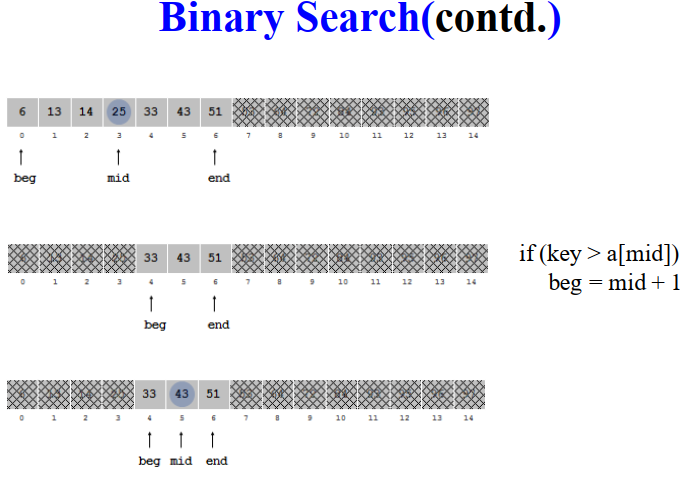 Binary Search(contd.)
6 13 14 25 33 43 51
0 1 2 3 4 5 6 7 8 9 10 11 12 13 14
beg mid end
33 43 51
if (key > a[mid])
0 1 2 3 4 5 6 7 8 9 10 11 12 13 14
beg = mid + 1
beg end
33 43 51
0 1 2 3 4 5 6 7 8 9 10 11 12 13 14
beg mid end